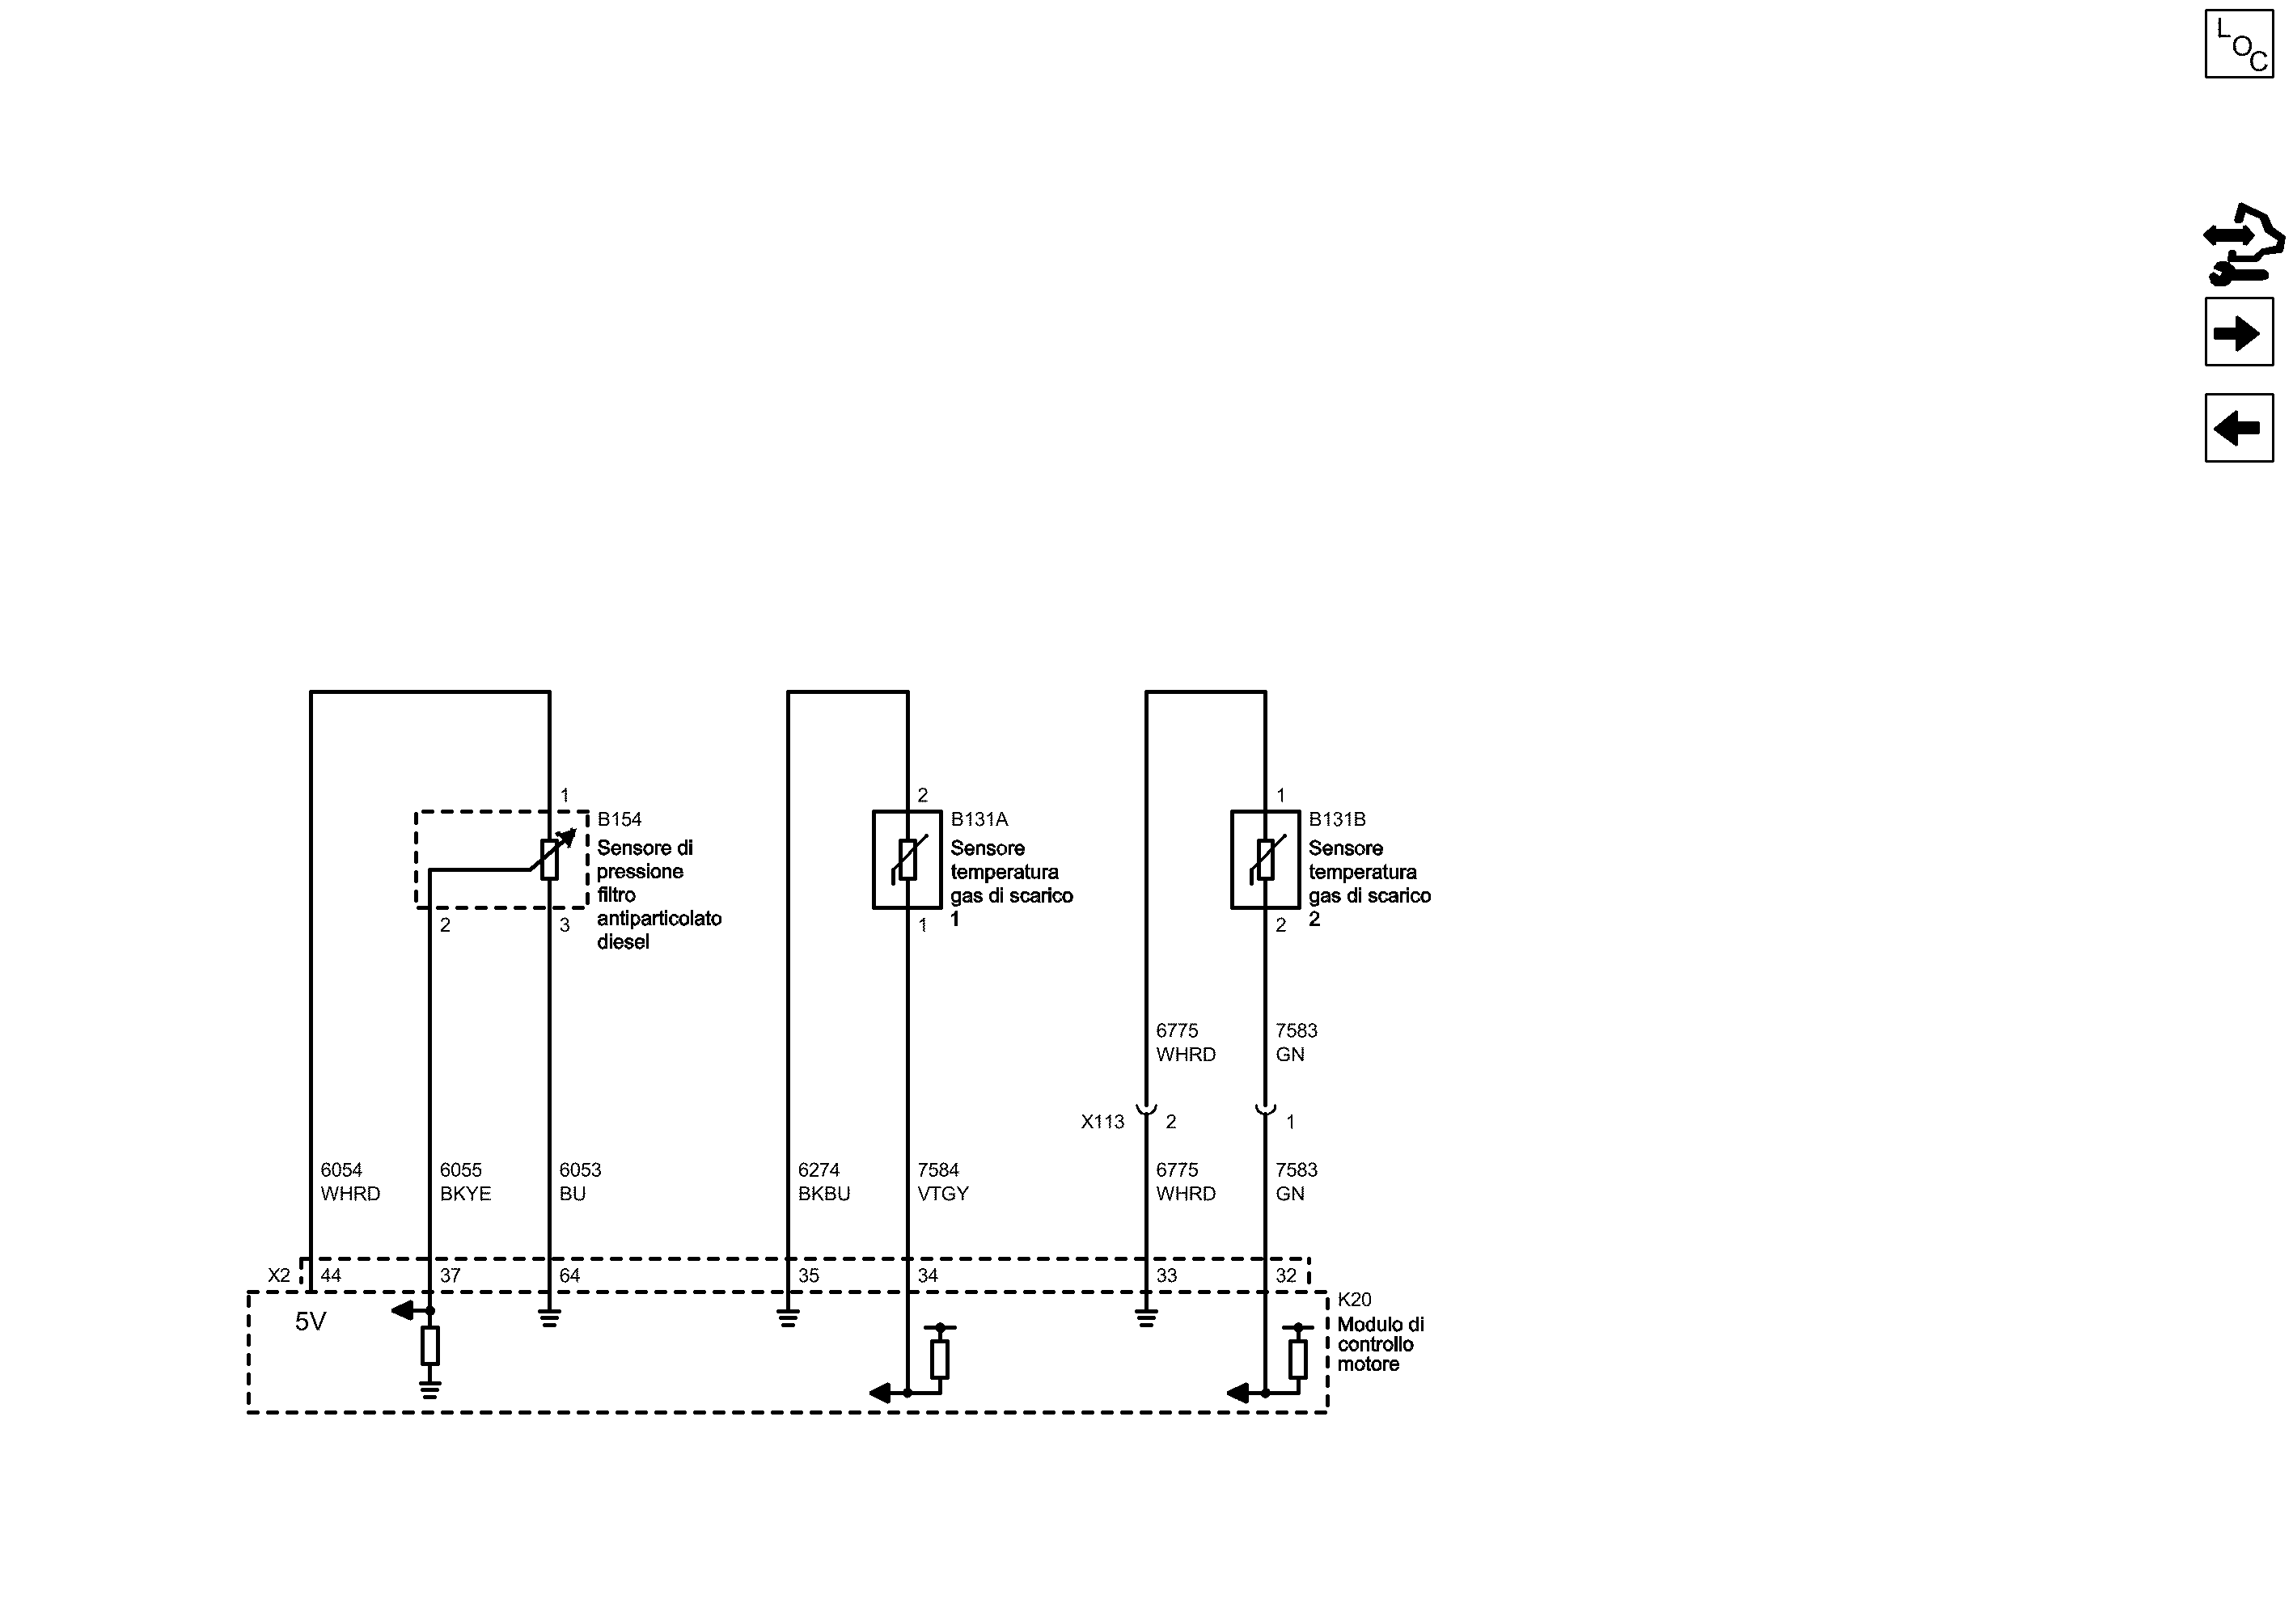 LOC
1
B154
Sensore di
pressione
filtro
antiparticolato
diesel
2
3
2
B131A
Sensore
temperatura
gas di scarico
1
1
1
B131B
Sensore
temperatura
gas di scarico
2
2
6775
WHRD
7583
GN
X113
2
1
6054
WHRD
6055
BKYE
6053
BU
6274
BKBU
7584
VTGY
6775
WHRD
7583
GN
X2
44
37
64
35
34
33
32
5V
K20
Modulo di
controllo
motore